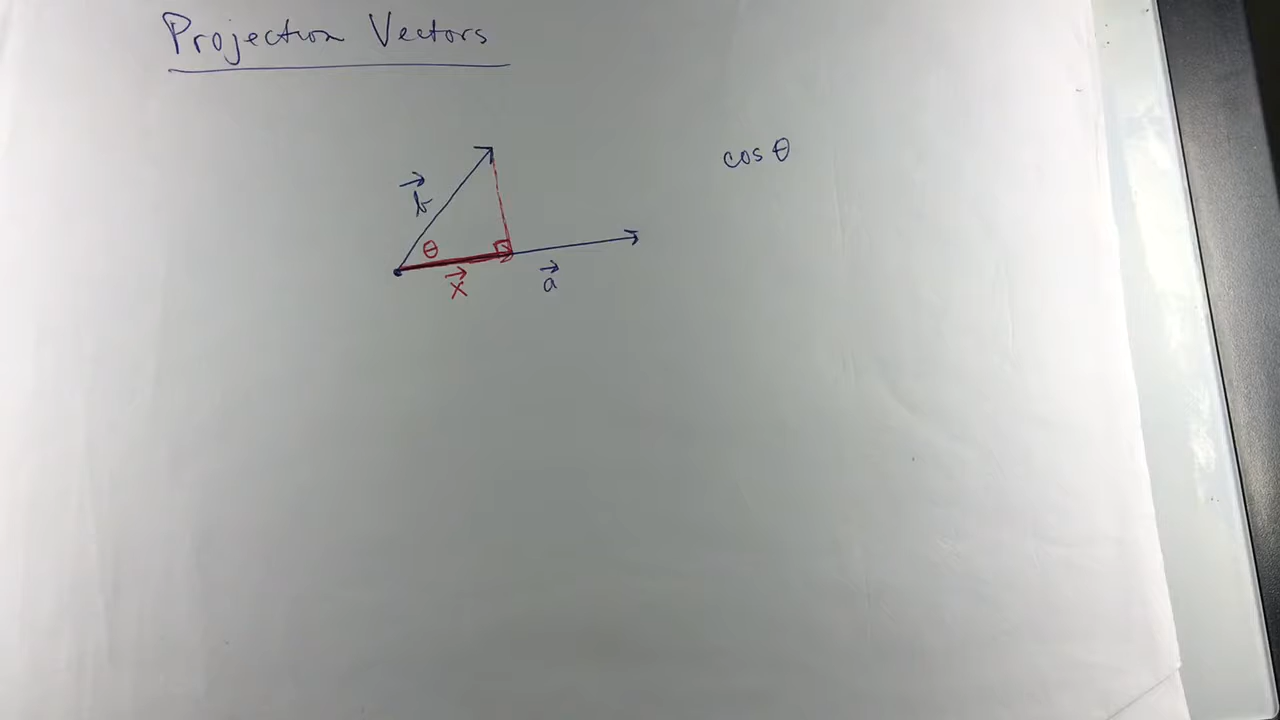 Projection Vectors
cos θ
b⃗
θ
x⃗
a⃗